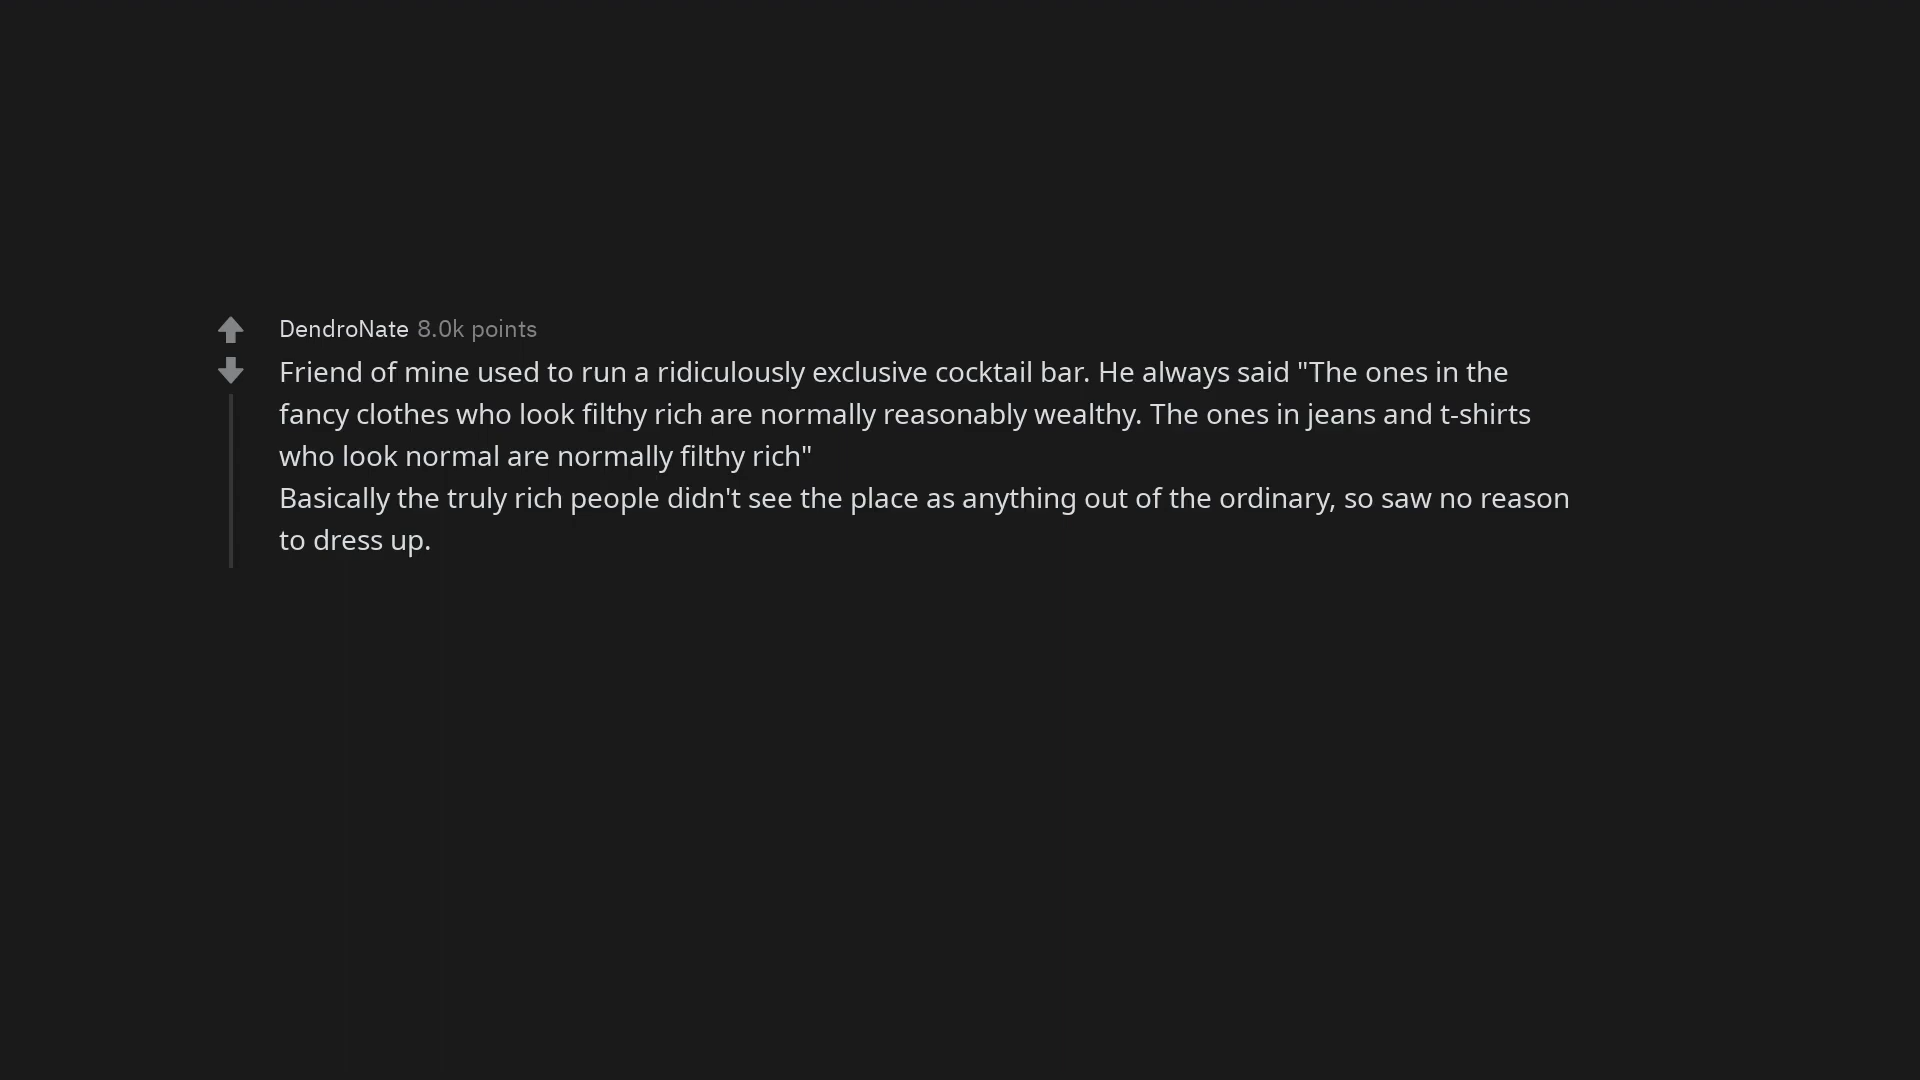 DendroNate 8.0k points
Friend of mine used to run a ridiculously exclusive cocktail bar. He always said "The ones in the
fancy clothes who look filthy rich are normally reasonably wealthy. The ones in jeans and t-shirts
who look normal are normally filthy rich"
Basically the truly rich people didn't see the place as anything out of the ordinary, so saw no reason
to dress up.